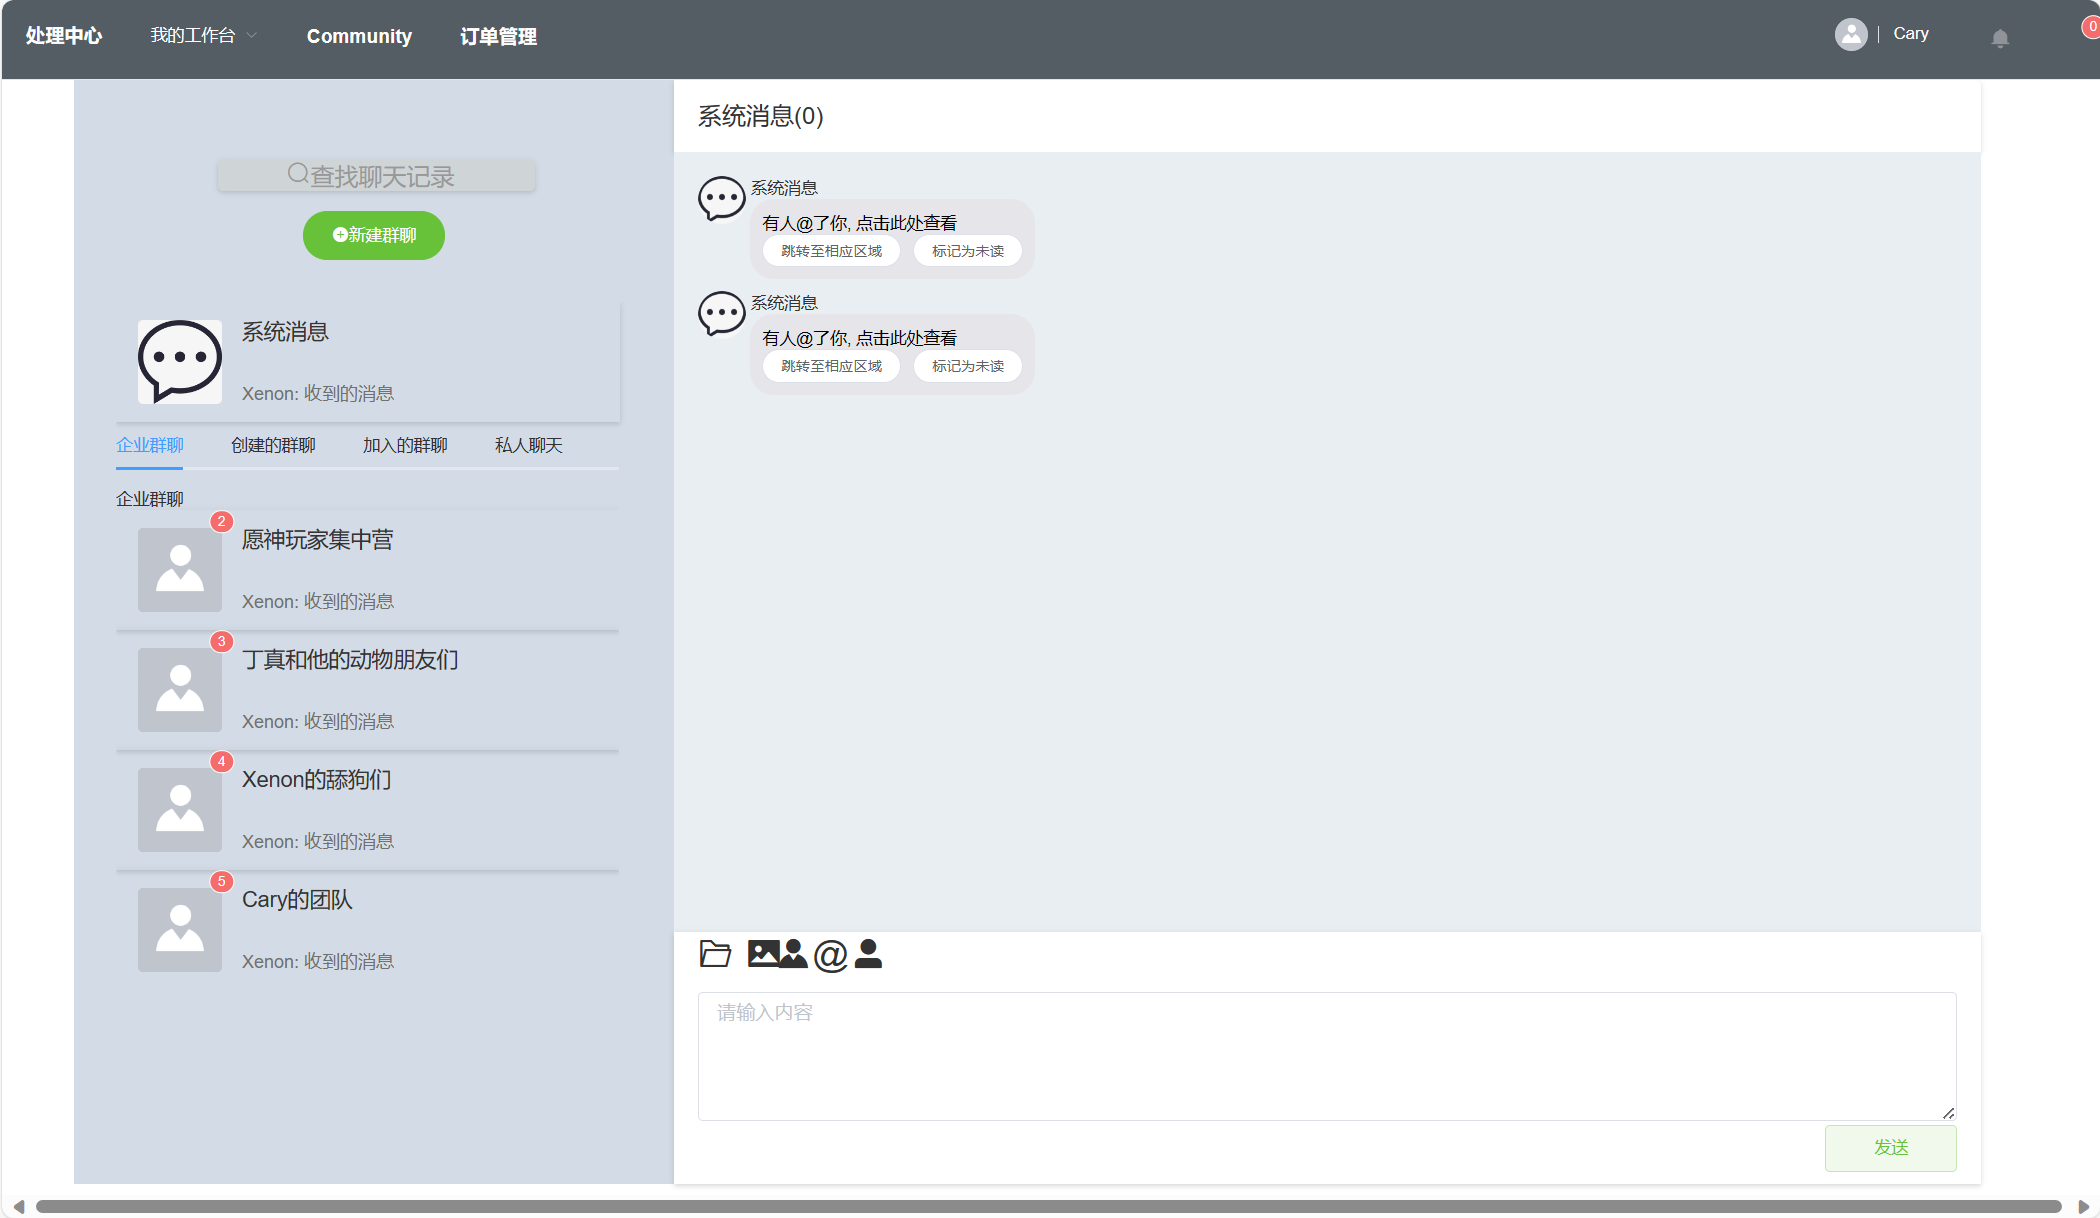 处理中心
我的工作台
Community
订单管理
Cary
0
查找聊天记录
新建群聊
系统消息
Xenon: 收到的消息
企业群聊
创建的群聊
加入的群聊
私人聊天
企业群聊
2
愿神玩家集中营
Xenon: 收到的消息
3
丁真和他的动物朋友们
Xenon: 收到的消息
4
Xenon的舔狗们
Xenon: 收到的消息
5
Cary的团队
Xenon: 收到的消息
系统消息(0)
系统消息
有人@了你, 点击此处查看
跳转至相应区域
标记为未读
系统消息
有人@了你, 点击此处查看
跳转至相应区域
标记为未读
@
请输入内容
发送